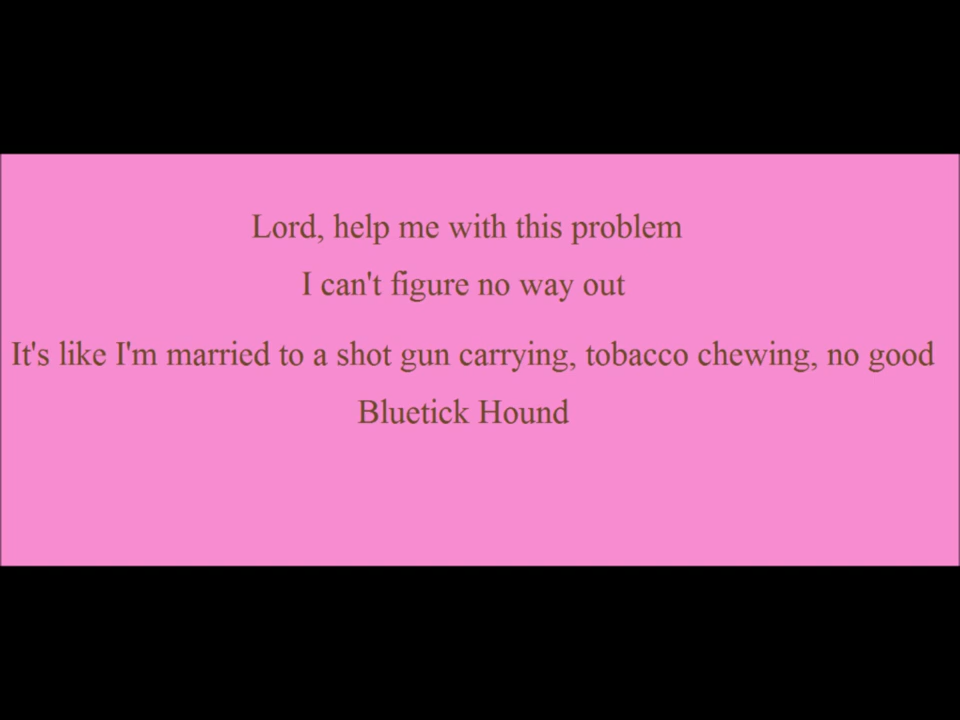 Lord, help me with this problem
I can't figure no way out
It's like I'm married to a shot gun carrying, tobacco chewing, no good
Bluetick Hound